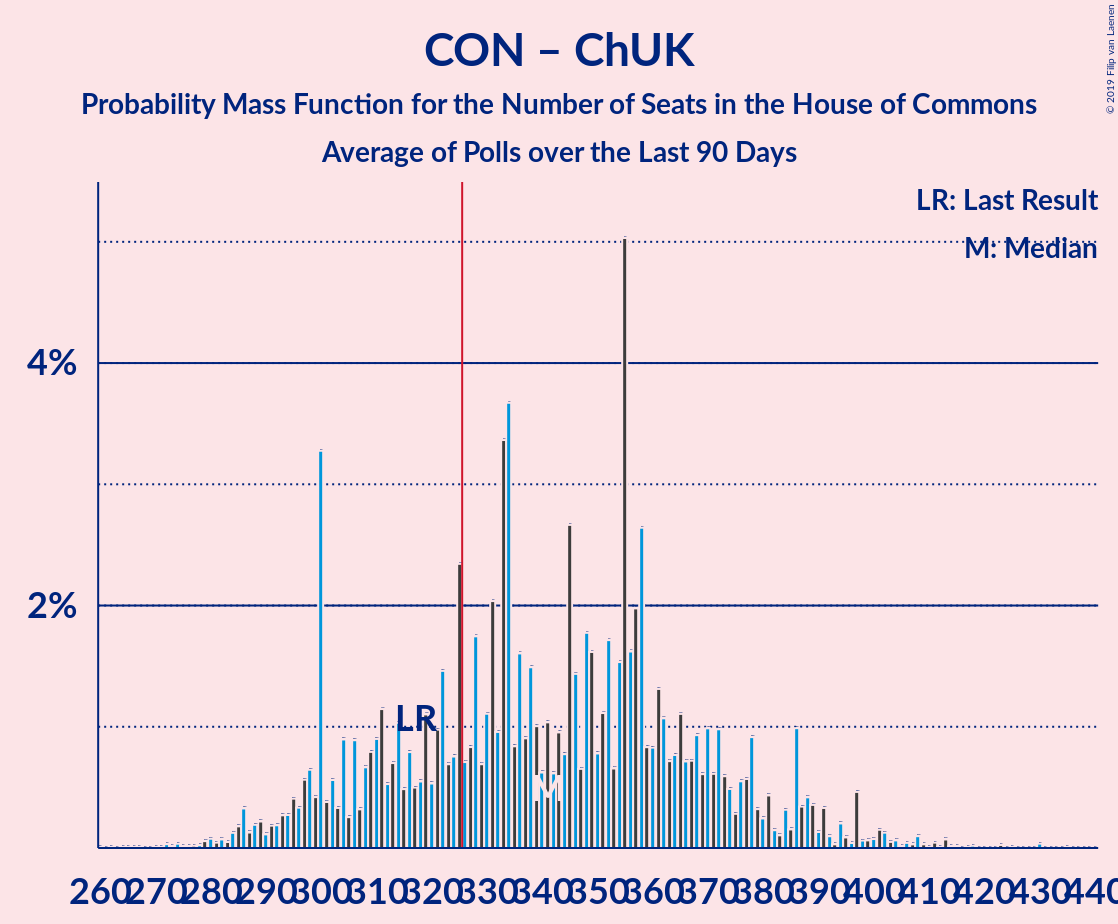 CON – ChUK
Probability Mass Function for the Number of Seats in the House of Commons
Average of Polls over the Last 90 Days
© 2019 Filip van Laenen
LR: Last Result
M: Median
4%
2%
LR
M
260 270 280 290 300 310 320 330 340 350 360 370 380 390 400 410 420 430 440